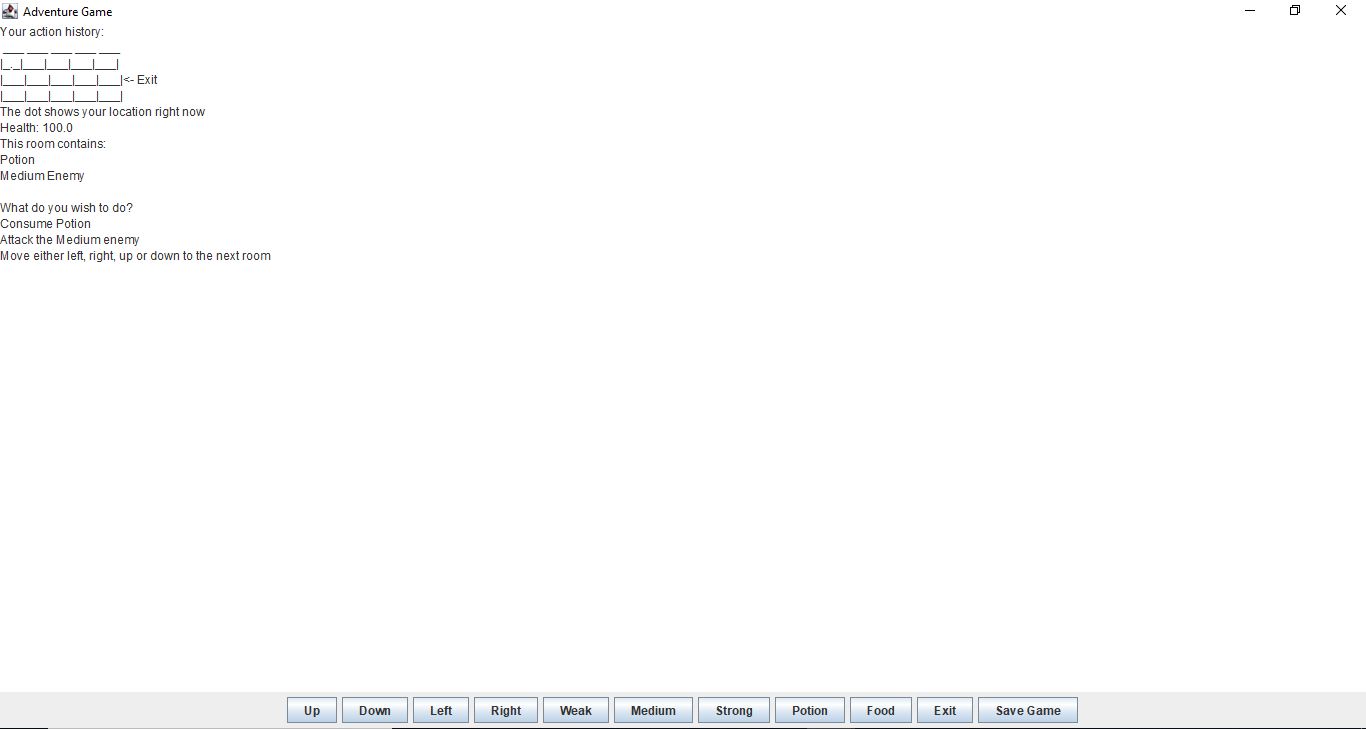 Adventure Game
Your action history:
 ___ ___ ___ ___ ___
|_._|___|___|___|___|
|___|___|___|___|___|<- Exit
|___|___|___|___|___|
The dot shows your location right now
Health: 100.0
This room contains:
Potion
Medium Enemy
What do you wish to do?
Consume Potion
Attack the Medium enemy
Move either left, right, up or down to the next room
Up Down Left Right Weak Medium Strong Potion Food Exit Save Game